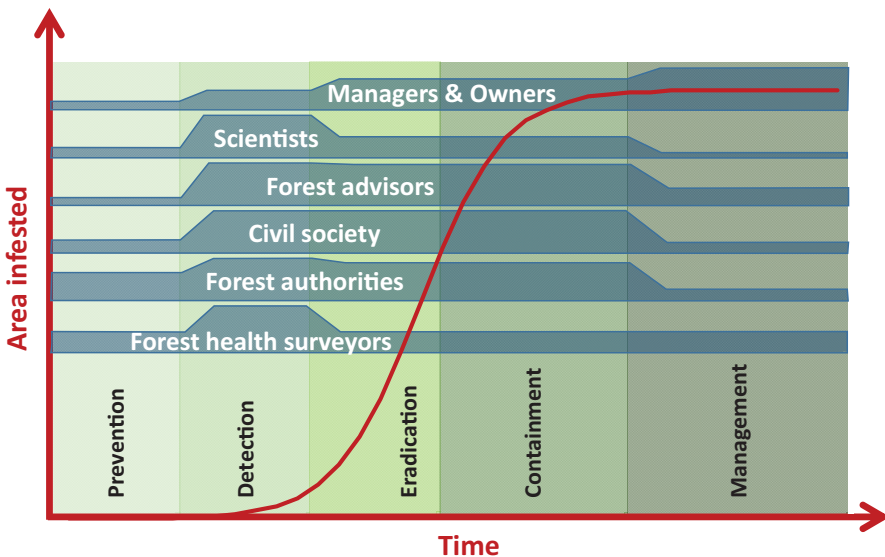 Managers & Owners
Scientists
Forest advisors
Civil society
Forest authorities
Forest health surveyors
Area infested
Prevention
Detection
Eradication
Containment
Management
Time